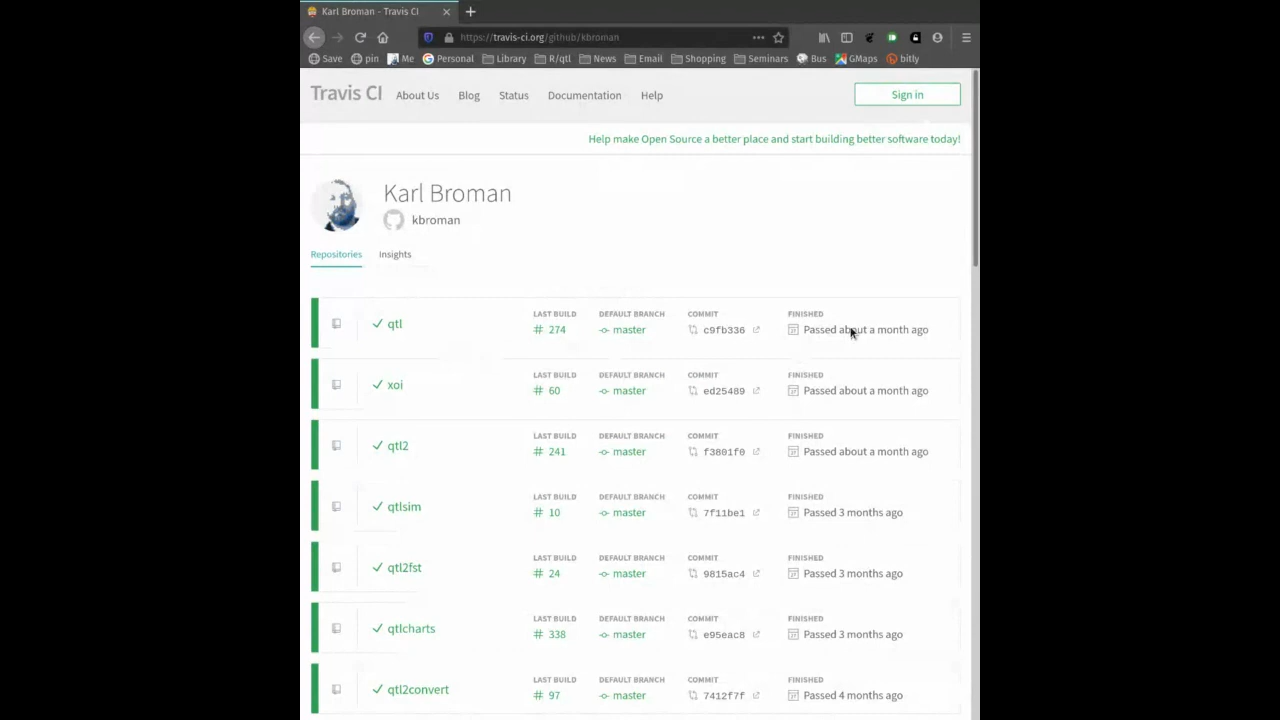 Karl Broman - Travis CI
https://travis-ci.org/github/kbroman
Save pin Me Personal Library R/qtl News Email Shopping Seminars Bus GMaps bitly
Travis CI About Us Blog Status Documentation Help Sign in
Help make Open Source a better place and start building better software today!
Karl Broman
kbroman
Repositories Insights
LAST BUILD DEFAULT BRANCH COMMIT FINISHED
qtl # 274 master c9fb336 Passed about a month ago
LAST BUILD DEFAULT BRANCH COMMIT FINISHED
xoi # 60 master ed25489 Passed about a month ago
LAST BUILD DEFAULT BRANCH COMMIT FINISHED
qtl2 # 241 master f3801f0 Passed about a month ago
LAST BUILD DEFAULT BRANCH COMMIT FINISHED
qtlsim # 10 master 7f11be1 Passed 3 months ago
LAST BUILD DEFAULT BRANCH COMMIT FINISHED
qtl2fst # 24 master 9815ac4 Passed 3 months ago
LAST BUILD DEFAULT BRANCH COMMIT FINISHED
qtlcharts # 338 master e95eac8 Passed 3 months ago
LAST BUILD DEFAULT BRANCH COMMIT FINISHED
qtl2convert # 97 master 7412f7f Passed 4 months ago